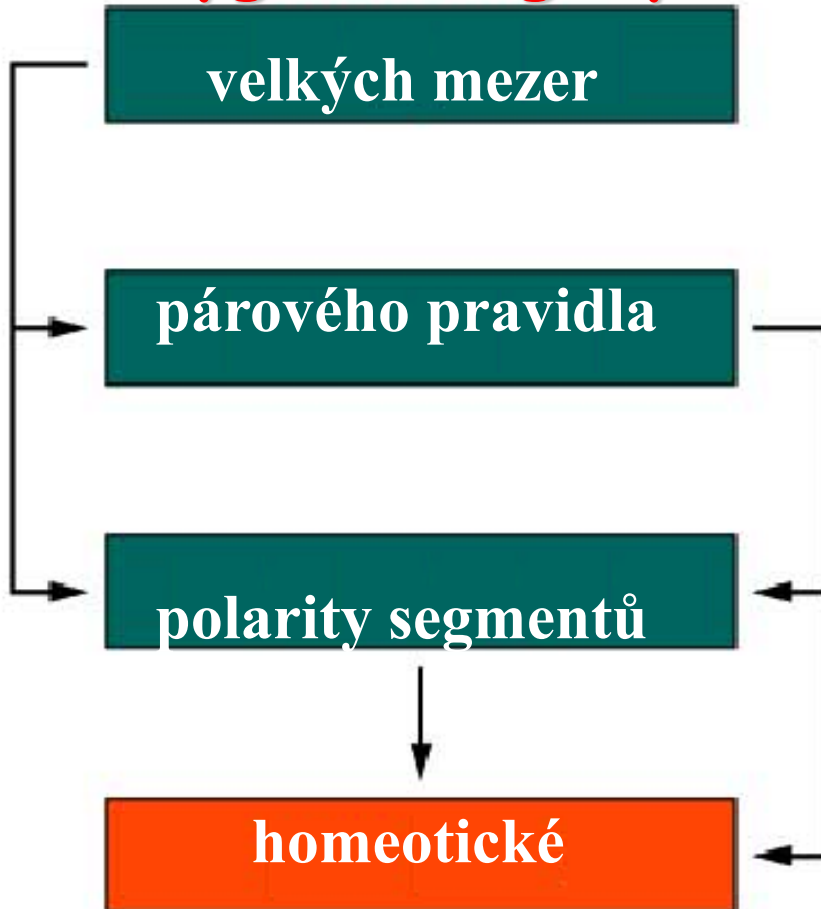 velkých mezer
párového pravidla
polarity segmentů
homeotické